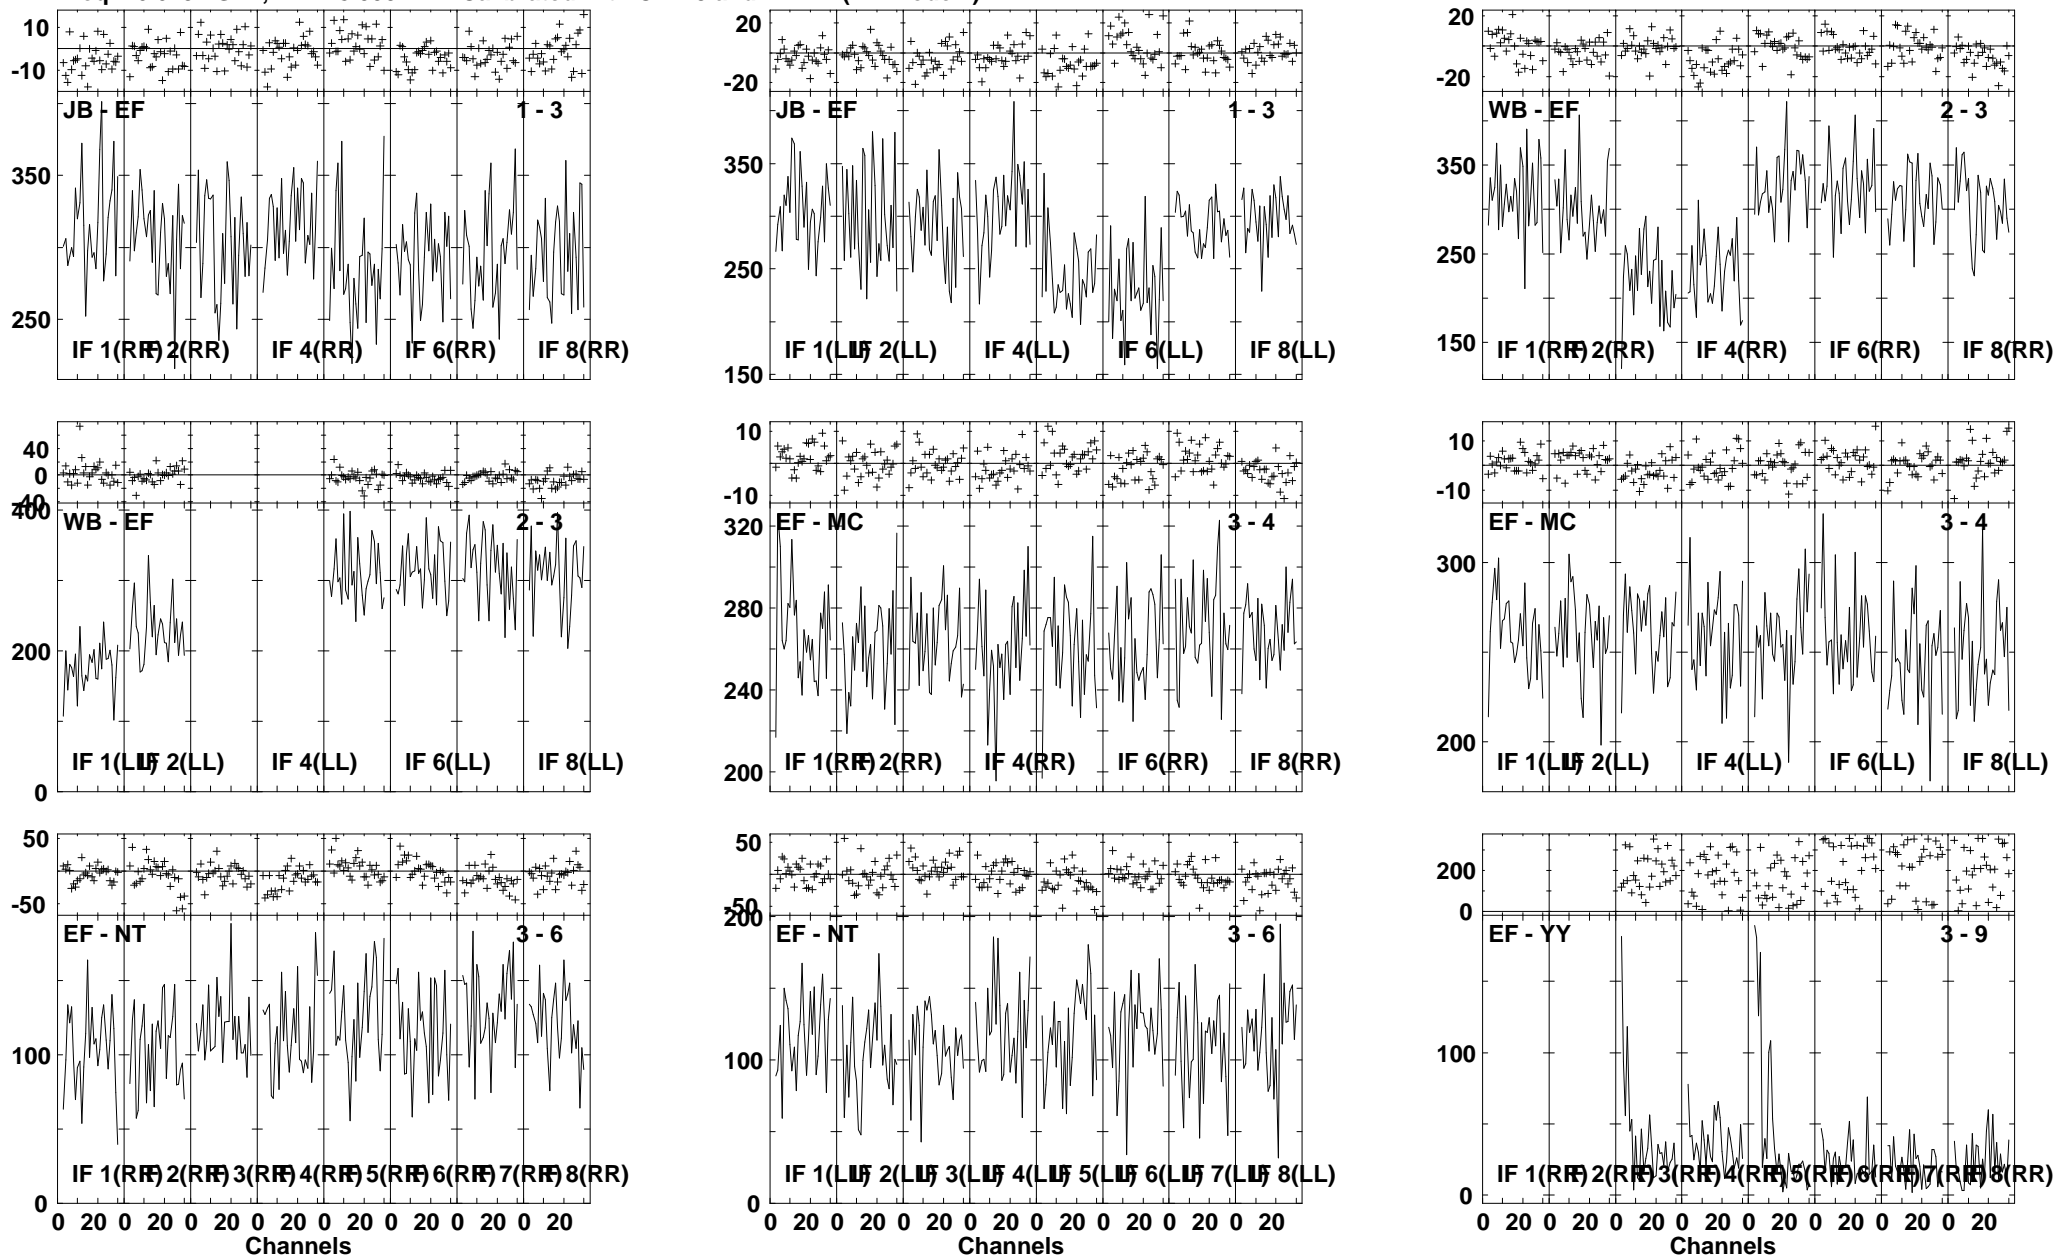 10
-10
JB - EF
1 - 3
350
250
IF 1(RR)
IF 2(RR)
IF 4(RR)
IF 6(RR)
IF 8(RR)
20
0
-20
JB - EF
1 - 3
350
250
150
IF 1(LL)
IF 2(LL)
IF 4(LL)
IF 6(LL)
IF 8(LL)
20
0
-20
WB - EF
2 - 3
350
250
150
IF 1(RR)
IF 2(RR)
IF 4(RR)
IF 6(RR)
IF 8(RR)
40
0
-40
400
WB - EF
2 - 3
200
0
IF 1(LL)
IF 2(LL)
IF 4(LL)
IF 6(LL)
IF 8(LL)
10
0
-10
320
EF - MC
3 - 4
280
240
200
IF 1(RR)
IF 2(RR)
IF 4(RR)
IF 6(RR)
IF 8(RR)
10
0
-10
EF - MC
3 - 4
300
200
IF 1(LL)
IF 2(LL)
IF 4(LL)
IF 6(LL)
IF 8(LL)
50
0
-50
EF - NT
3 - 6
100
0
IF 1(RR)
IF 2(RR)
IF 3(RR)
IF 4(RR)
IF 5(RR)
IF 6(RR)
IF 7(RR)
IF 8(RR)
0 20 0 20 0 20 0 20 0 20 0 20 0 20 0 20
Channels
50
0
-50
200
EF - NT
3 - 6
100
0
IF 1(LL)
IF 2(LL)
IF 3(LL)
IF 4(LL)
IF 5(LL)
IF 6(LL)
IF 7(LL)
IF 8(LL)
0 20 0 20 0 20 0 20 0 20 0 20 0 20 0 20
Channels
200
0
EF - YY
3 - 9
100
0
IF 1(RR)
IF 2(RR)
IF 3(RR)
IF 4(RR)
IF 5(RR)
IF 6(RR)
IF 7(RR)
IF 8(RR)
0 20 0 20 0 20 0 20 0 20 0 20 0 20 0 20
Channels